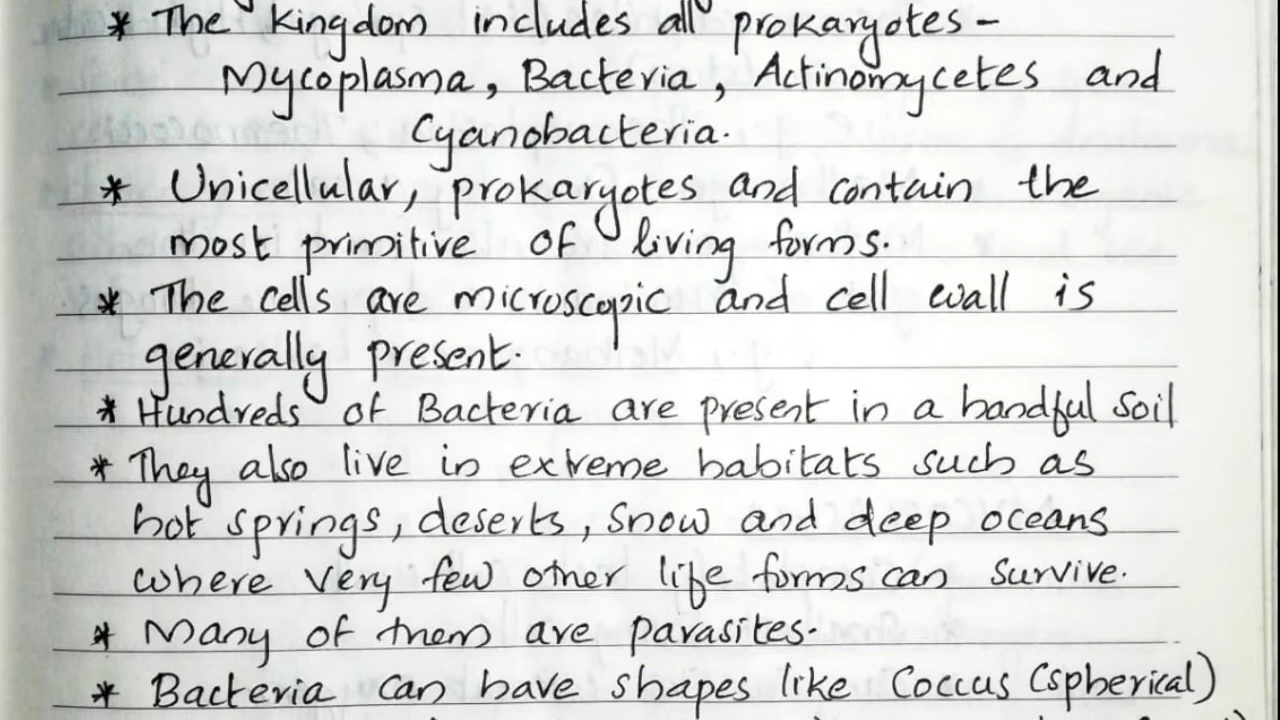 * The Kingdom includes all prokaryotes -
Mycoplasma, Bacteria, Actinomycetes and
Cyanobacteria.
* Unicellular, prokaryotes and contain the
most primitive of living forms.
* The cells are microscopic and cell wall is
generally present.
* Hundreds of Bacteria are present in a handful soil
* They also live in extreme habitats such as
hot springs, deserts, snow and deep oceans
where very few other life forms can survive.
* Many of them are parasites.
* Bacteria can have shapes like Coccus (spherical)